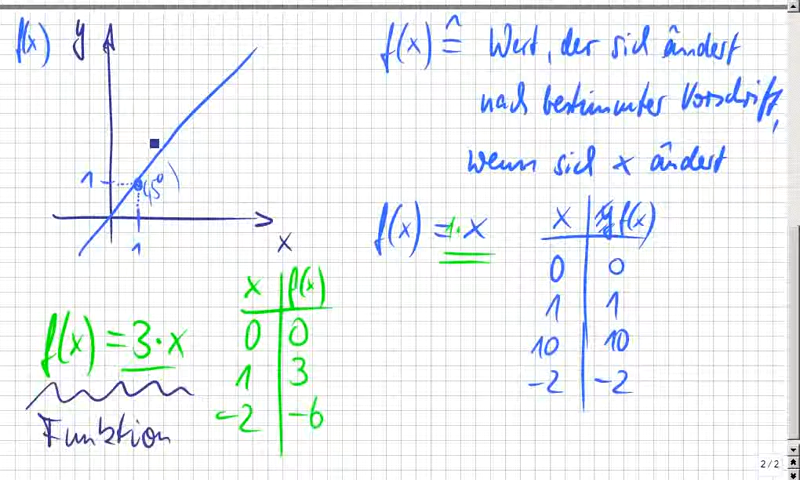 f(x) y
f(x) ≙ Wert, der sich ändert
nach bestimmter Vorschrift,
wenn sich x ändert
1
45°
1
x
f(x) = 1·x
x f(x)
0 0
1 1
10 10
-2 -2
f(x) = 3·x
Funktion
x f(x)
0 0
1 3
-2 -6
2/2